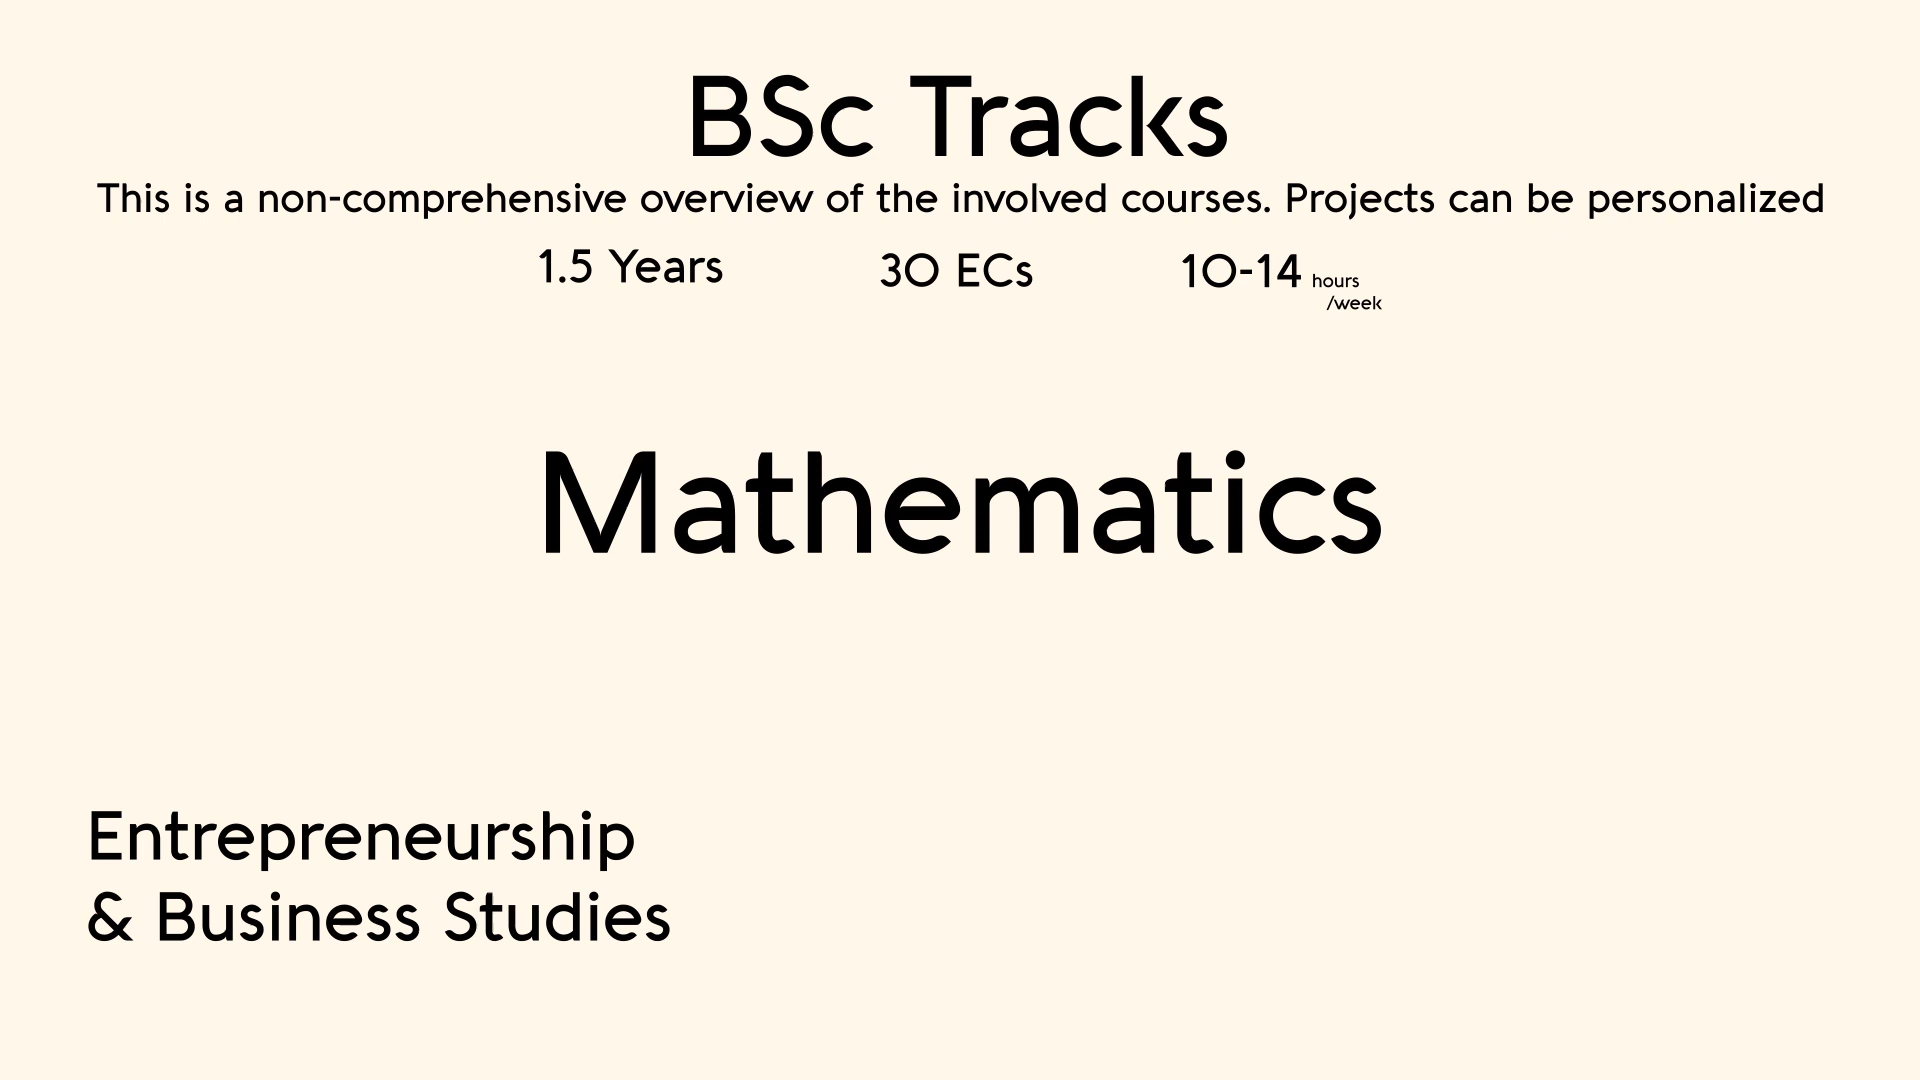 BSc Tracks
This is a non-comprehensive overview of the involved courses. Projects can be personalized
1.5 Years 30 ECs 10-14 hours
/week
Mathematics
Entrepreneurship
& Business Studies